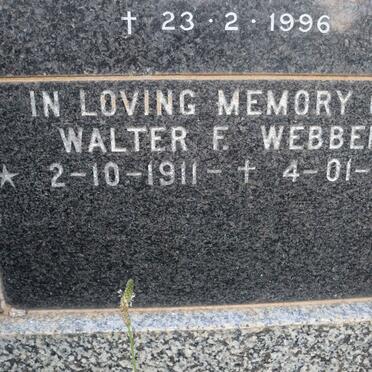 ✝ 23·2·1996
IN LOVING MEMORY
WALTER F. WEBBE
★ 2-10-1911- ✝ 4-01-